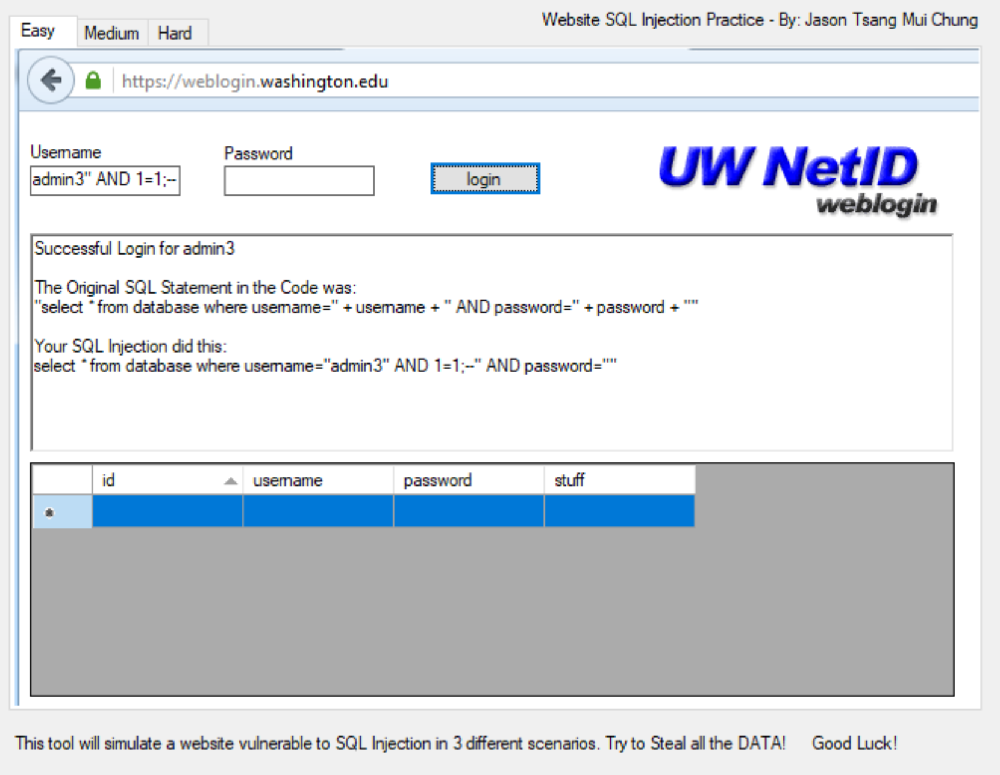 Website SQL Injection Practice - By: Jason Tsang Mui Chung
Easy Medium Hard
https://weblogin.washington.edu
Username Password
admin3" AND 1=1;-- login
UW NetID
weblogin
Successful Login for admin3
The Original SQL Statement in the Code was:
"select * from database where username=" + username + " AND password=" + password + ""
Your SQL Injection did this:
select * from database where username="admin3" AND 1=1;--" AND password=""
id username password stuff
This tool will simulate a website vulnerable to SQL Injection in 3 different scenarios. Try to Steal all the DATA! Good Luck!